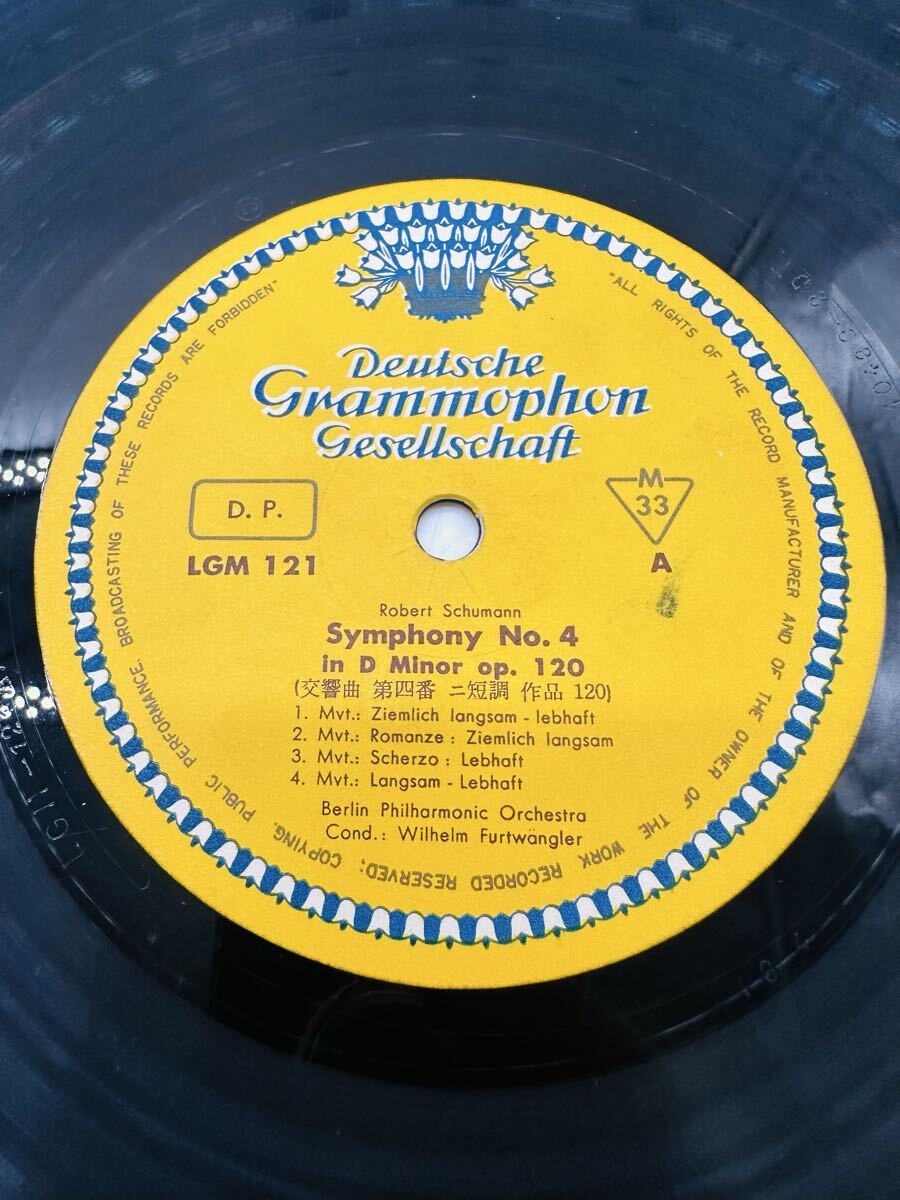 Deutsche
Grammophon
Gesellschaft
D. P.
LGM 121
M
33
A
Robert Schumann
Symphony No. 4
in D Minor op. 120
(交響曲 第四番 ニ短調 作品 120)
1. Mvt.: Ziemlich langsam - lebhaft
2. Mvt.: Romanze : Ziemlich langsam
3. Mvt.: Scherzo : Lebhaft
4. Mvt.: Langsam - Lebhaft
Berlin Philharmonic Orchestra
Cond.: Wilhelm Furtwängler
"ALL RIGHTS OF THE RECORD MANUFACTURER AND OF THE OWNER OF THE WORK RECORDED RESERVED; COPYING, PUBLIC PERFORMANCE, BROADCASTING OF THESE RECORDS ARE FORBIDDEN"